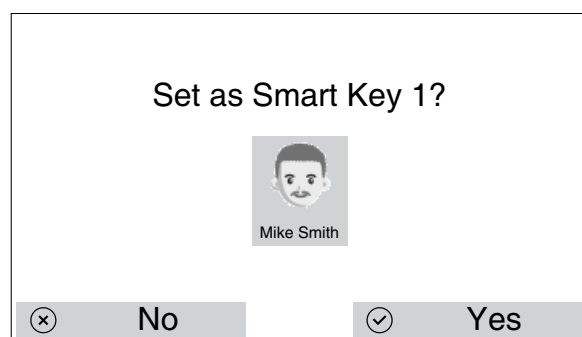 Set as Smart Key 1?
Mike Smith
No
Yes